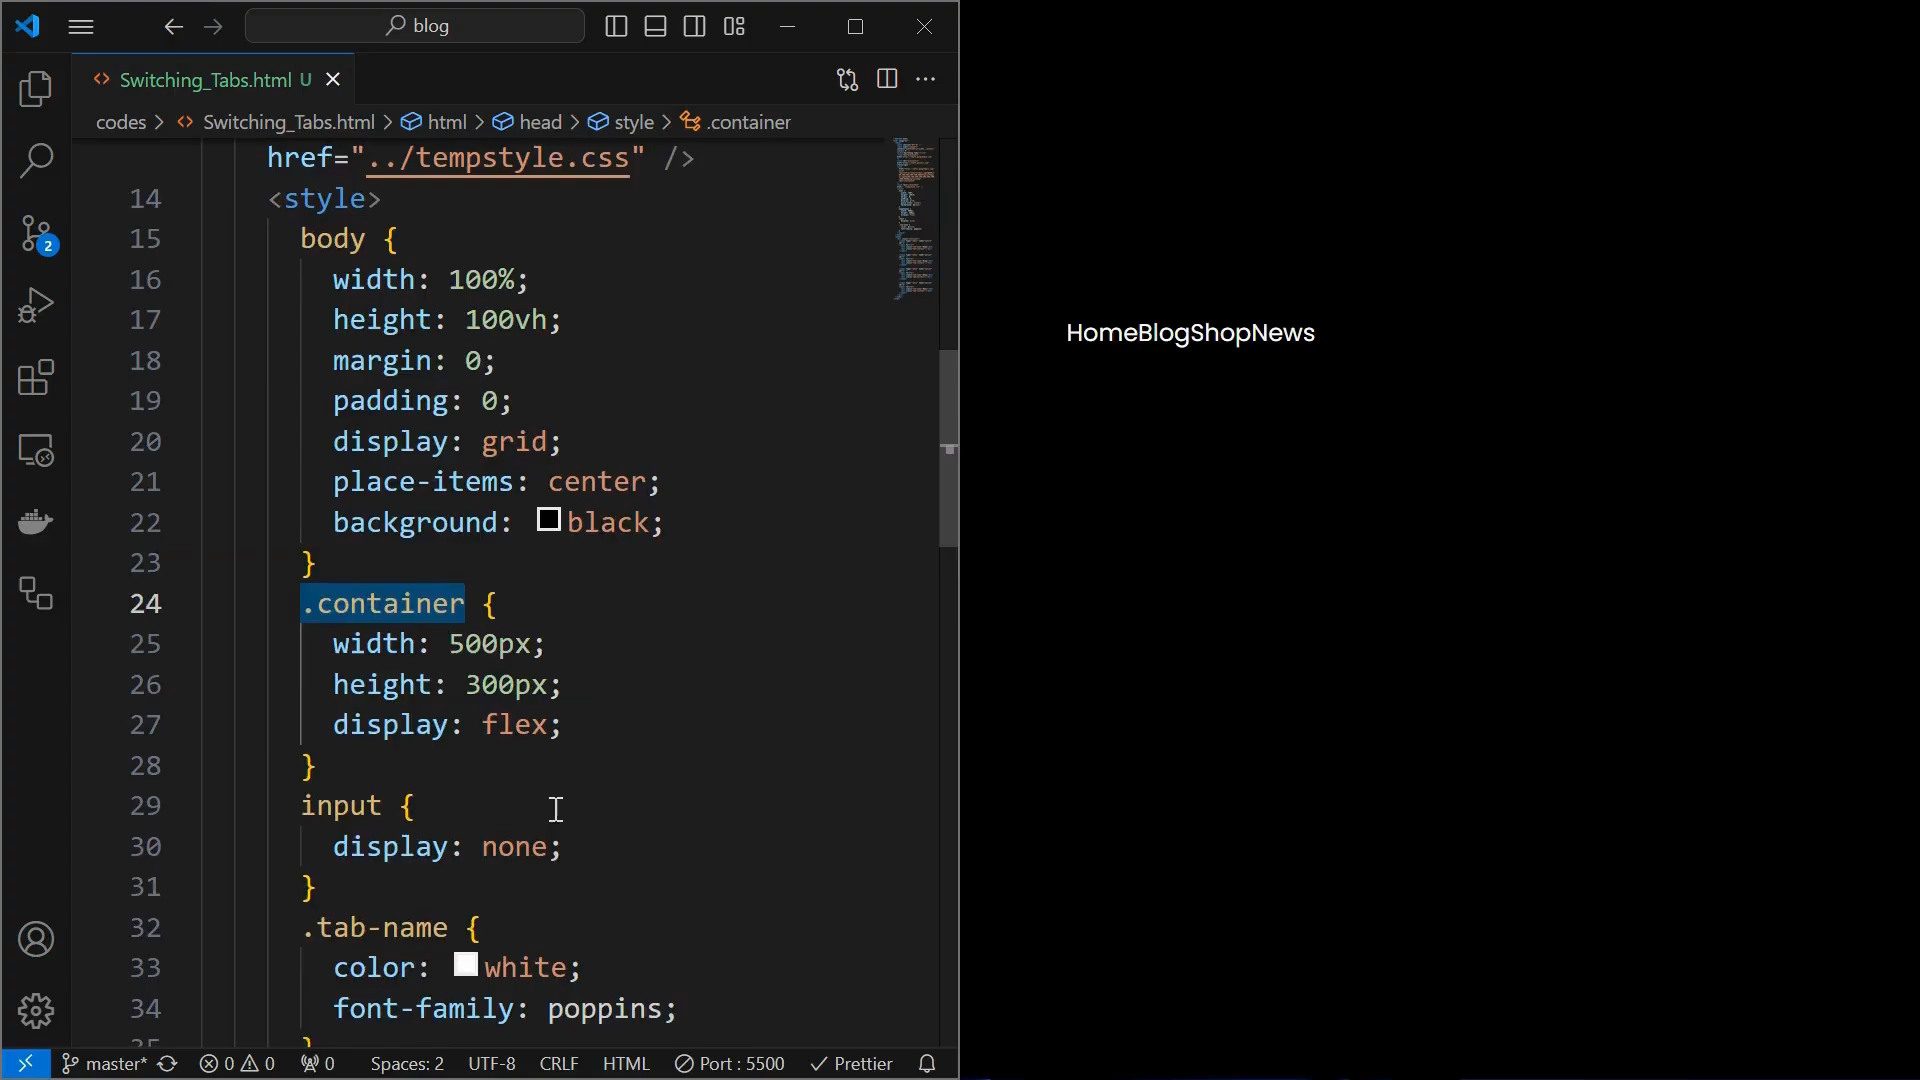 blog
Switching_Tabs.html U
codes > Switching_Tabs.html > html > head > style > .container
href="../tempstyle.css" />
14 <style>
15 body {
16 width: 100%;
17 height: 100vh;
18 margin: 0;
19 padding: 0;
20 display: grid;
21 place-items: center;
22 background: black;
23 }
24 .container {
25 width: 500px;
26 height: 300px;
27 display: flex;
28 }
29 input {
30 display: none;
31 }
32 .tab-name {
33 color: white;
34 font-family: poppins;
35 }
2
master* 0 0 0 Spaces: 2 UTF-8 CRLF HTML Port : 5500 Prettier
HomeBlogShopNews